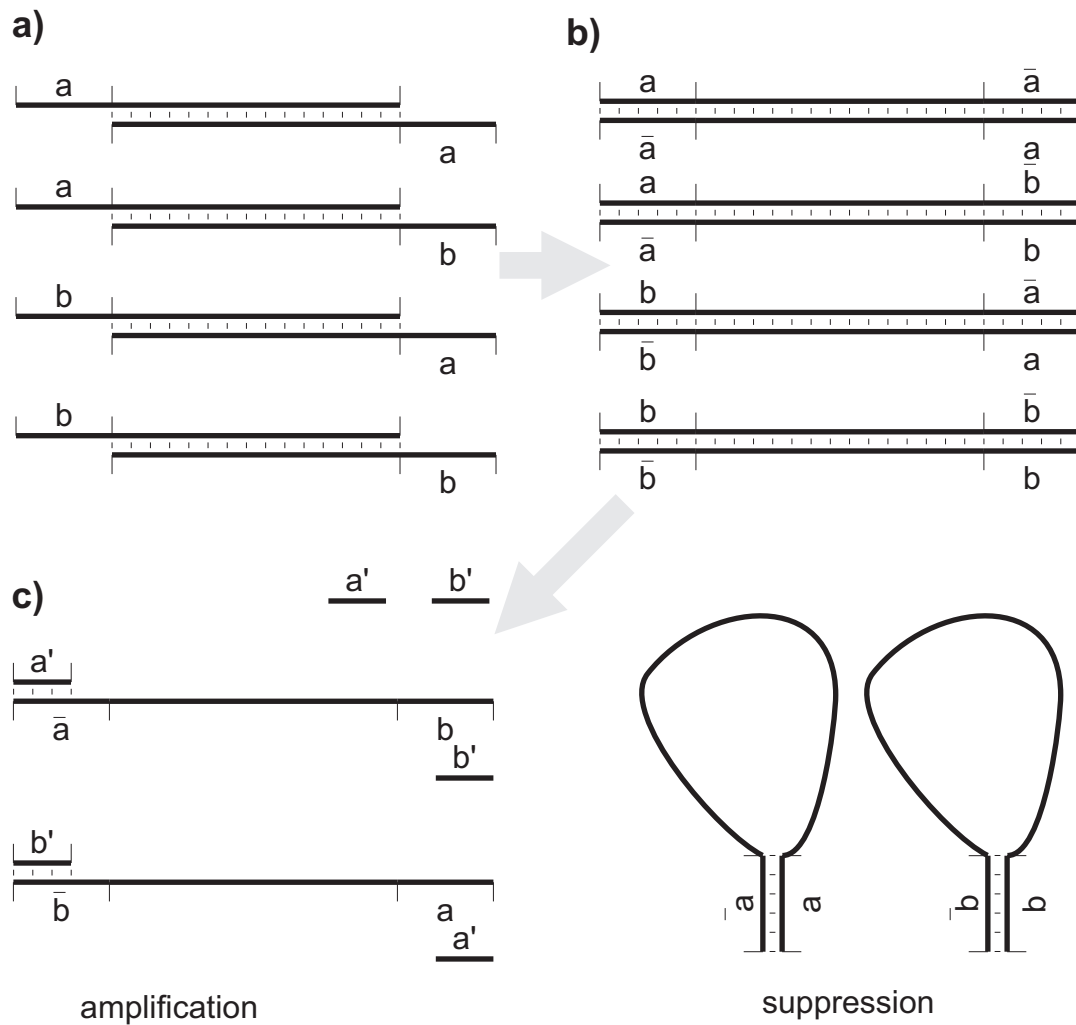 a)
a
a
a
b
b
a
b
b
b)
a a̅
a̅ a
a b̅
a̅ b
b a̅
b̅ a
b b̅
b̅ b
c)
a' b'
a'
a̅ b
b'
b'
b̅ a
a'
amplification
a̅ a b̅ b
suppression